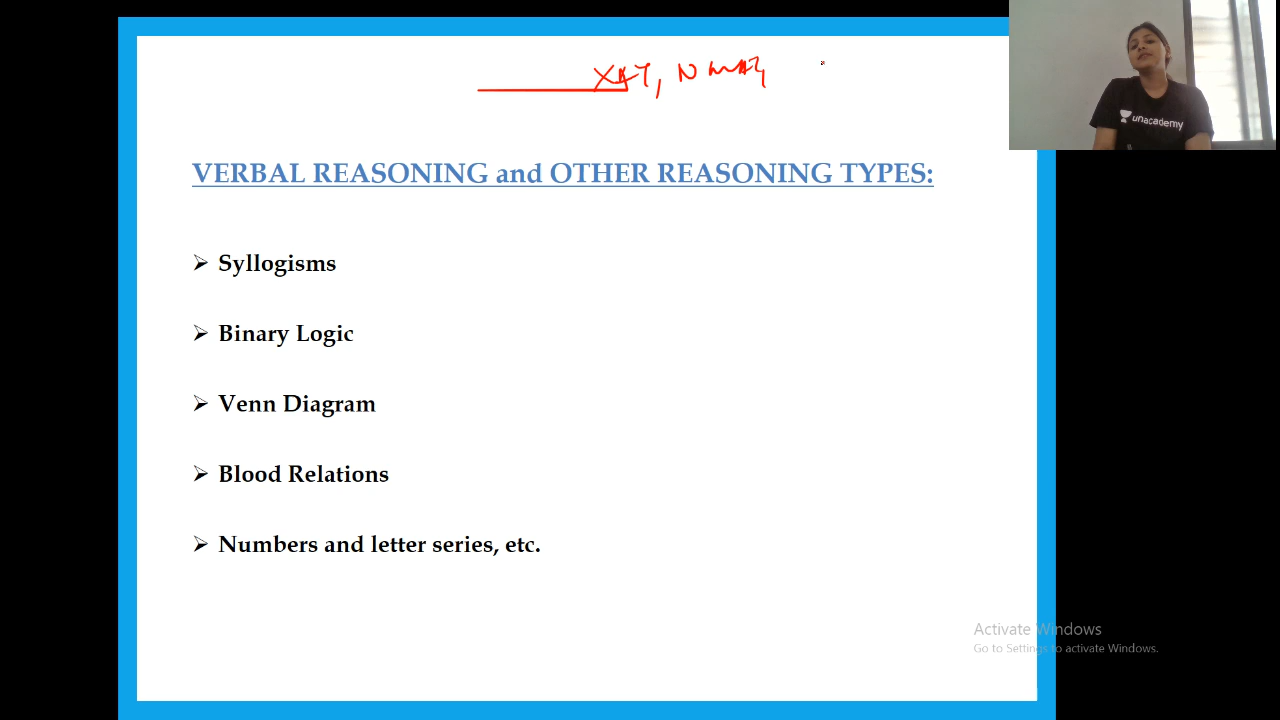 XAT, NMAT,
unacademy
VERBAL REASONING and OTHER REASONING TYPES:
Syllogisms
Binary Logic
Venn Diagram
Blood Relations
Numbers and letter series, etc.
Activate Windows
Go to Settings to activate Windows.